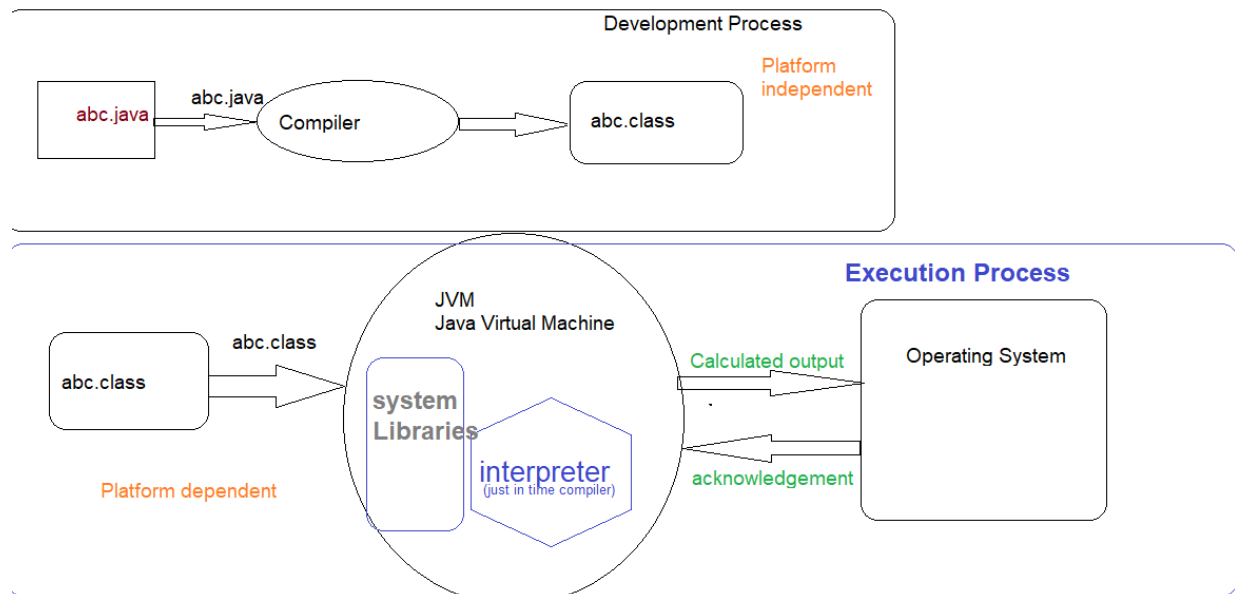 Development Process
Platform
independent
abc.java
abc.java
Compiler
abc.class
Execution Process
JVM
Java Virtual Machine
abc.class
abc.class
system
Libraries
interpreter
(just in time compiler)
Calculated output
Operating System
acknowledgement
Platform dependent